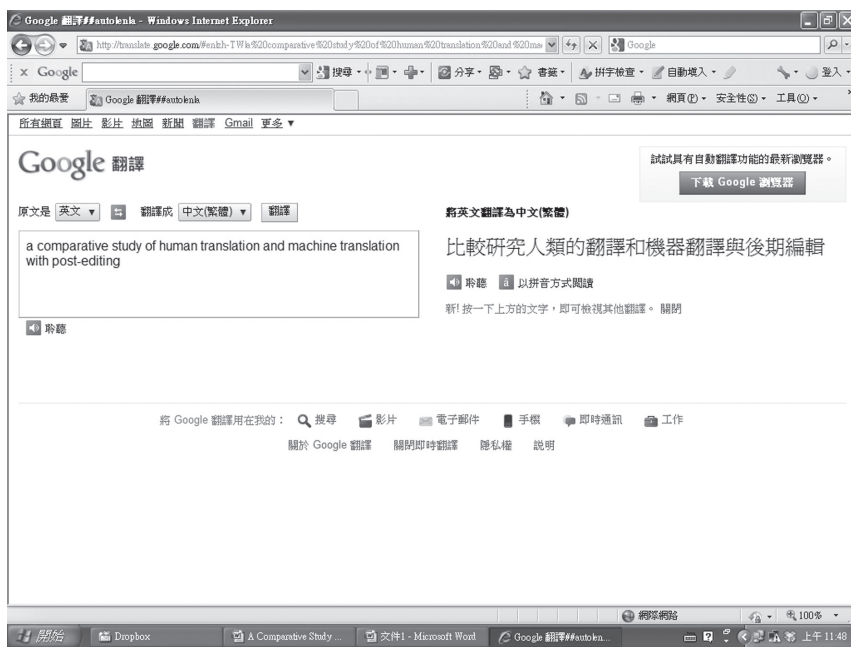 Google 翻譯##autolenla - Windows Internet Explorer
Google
x Google 搜尋 分享 書籤 拼字檢查 自動填入 登入
我的最愛 Google 翻譯##autolenla 網頁(P) 安全性(S) 工具(O)
所有網頁 圖片 影片 地圖 新聞 翻譯 Gmail 更多 ▼
Google 翻譯
試試具有自動翻譯功能的最新瀏覽器。
下載 Google 瀏覽器
原文是 英文 ▼ 翻譯成 中文(繁體) ▼ 翻譯
將英文翻譯為中文(繁體)
a comparative study of human translation and machine translation
with post-editing
聆聽
比較研究人類的翻譯和機器翻譯與後期編輯
聆聽 ā 以拼音方式閱讀
新! 按一下上方的文字，即可檢視其他翻譯。 關閉
將 Google 翻譯用在我的： 搜尋 影片 電子郵件 手機 即時通訊 工作
關於 Google 翻譯 關閉即時翻譯 隱私權 說明
網際網路 100%
開始 Dropbox A Comparative Study ... 文件1 - Microsoft Word Google 翻譯##autolen... 上午 11:48